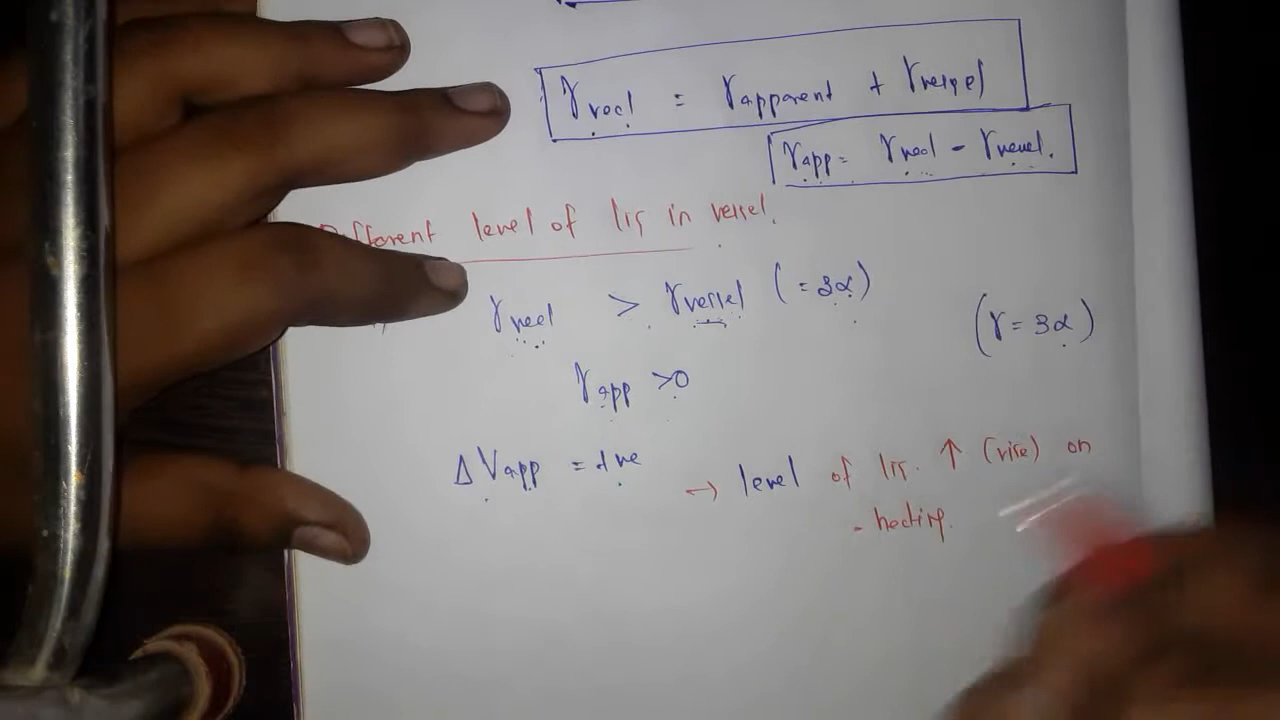 γreal = γapparent + γvessel
γapp = γreal - γvessel.
Different level of liq in vessel.
γreal > γvessel (= 3α)
(γ = 3α)
γapp >0
ΔVapp = +ve → level of liq. ↑ (rise) on
- heating.